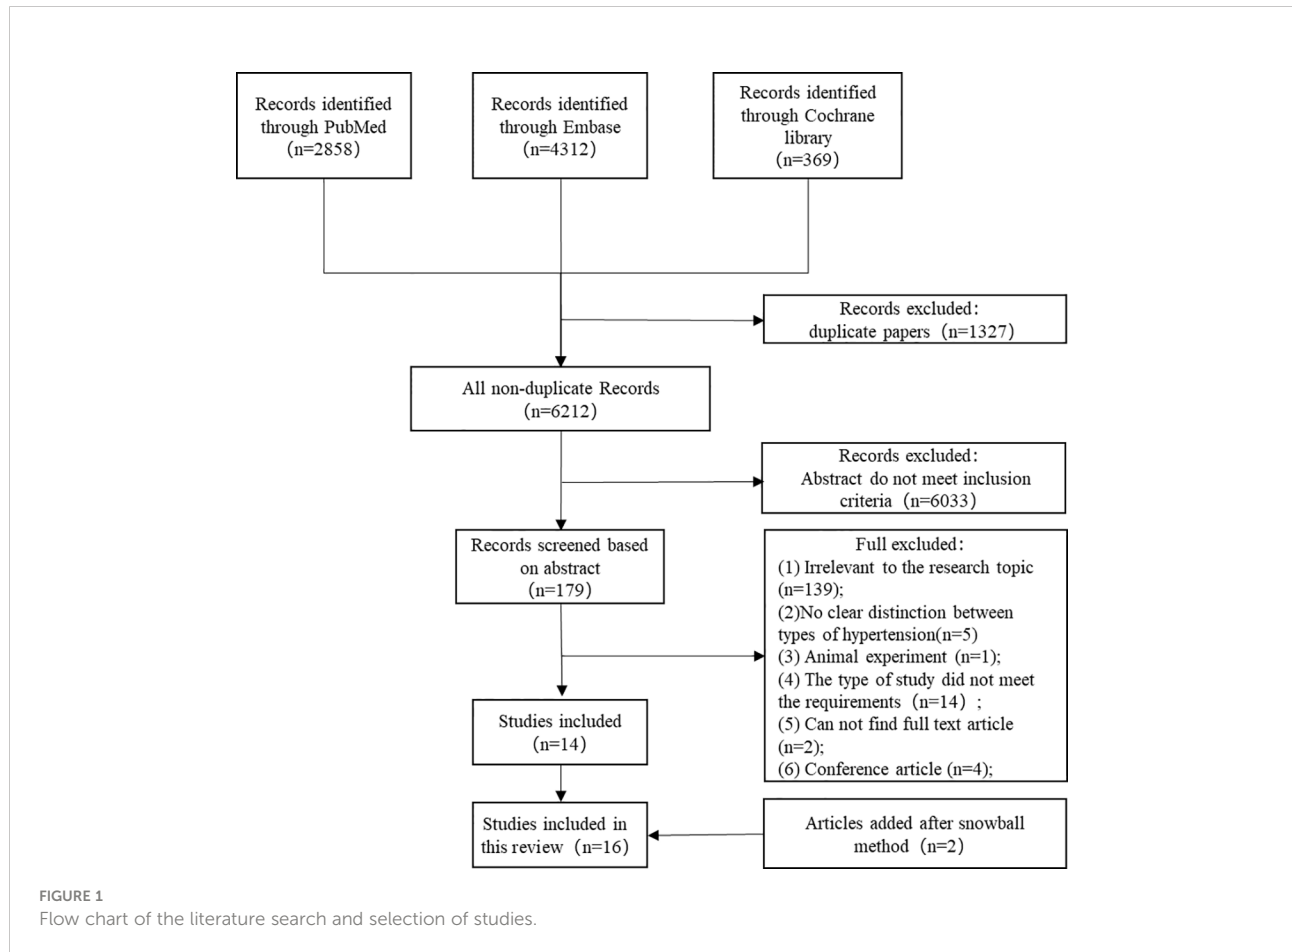 Records identified
through PubMed
(n=2858)
Records identified
through Embase
(n=4312)
Records identified
through Cochrane
library
(n=369)
Records excluded:
duplicate papers (n=1327)
All non-duplicate Records
(n=6212)
Records excluded:
Abstract do not meet inclusion
criteria (n=6033)
Records screened based
on abstract
(n=179)
Full excluded:
(1) Irrelevant to the research topic
(n=139);
(2)No clear distinction between
types of hypertension(n=5)
(3) Animal experiment (n=1);
(4) The type of study did not meet
the requirements (n=14) ;
(5) Can not find full text article
(n=2);
(6) Conference article (n=4);
Studies included
(n=14)
Studies included in
this review (n=16)
Articles added after snowball
method (n=2)
FIGURE 1
Flow chart of the literature search and selection of studies.